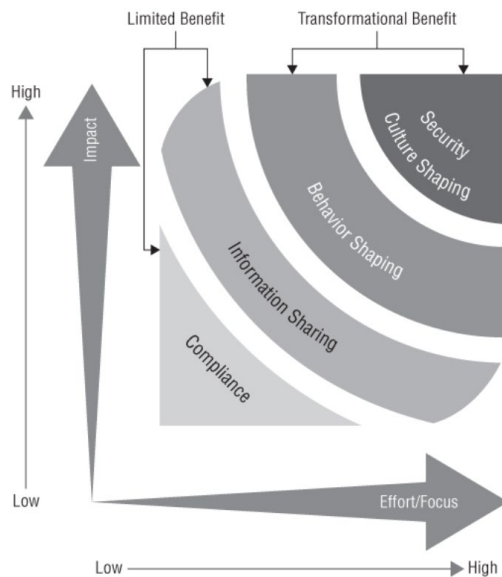 Limited Benefit
Transformational Benefit
High
Impact
Security
Culture Shaping
Behavior Shaping
Information Sharing
Compliance
Low
Effort/Focus
Low
High